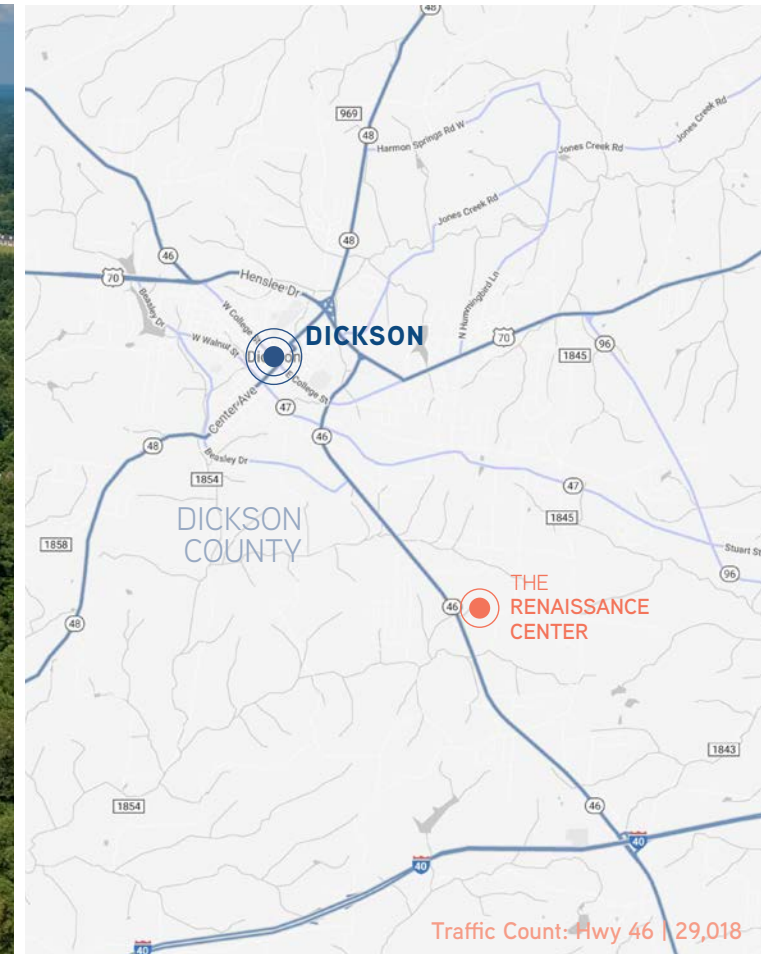 48
969
48
Harmon Springs Rd W
Jones Creek Rd
Jones Creek Rd
Jones Creek Rd
48
46
70
Henslee Dr
Beasley Dr
W College St
N Hummingbird Ln
DICKSON
W Walnut St
Dickson
70
96
1845
E College St
47
Center Ave
46
48
Beasley Dr
1854
47
DICKSON
COUNTY
1845
1858
Stuart St
96
THE
RENAISSANCE
CENTER
46
48
1843
46
1854
40
40
Traffic Count: Hwy 46 | 29,018
40